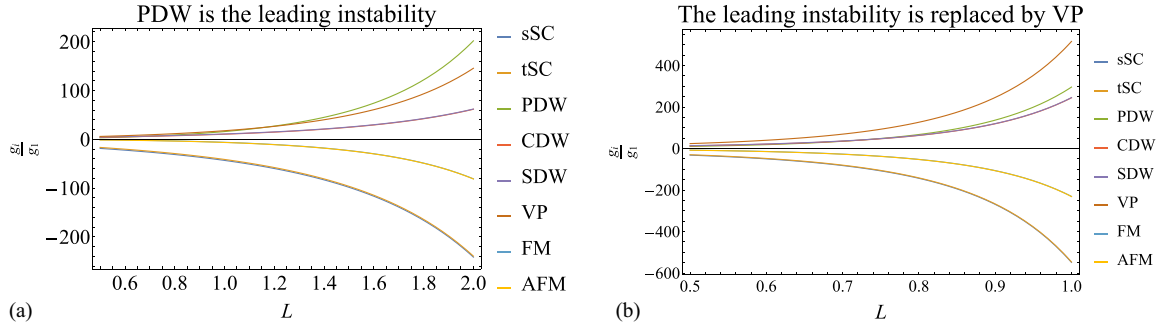 PDW is the leading instability
200
100
0
−100
−200
g_i/g_1
0.6 0.8 1.0 1.2 1.4 1.6 1.8 2.0
L
sSC
tSC
PDW
CDW
SDW
VP
FM
AFM
(a)
The leading instability is replaced by VP
400
200
0
−200
−400
−600
g_i/g_1
0.5 0.6 0.7 0.8 0.9 1.0
L
sSC
tSC
PDW
CDW
SDW
VP
FM
AFM
(b)